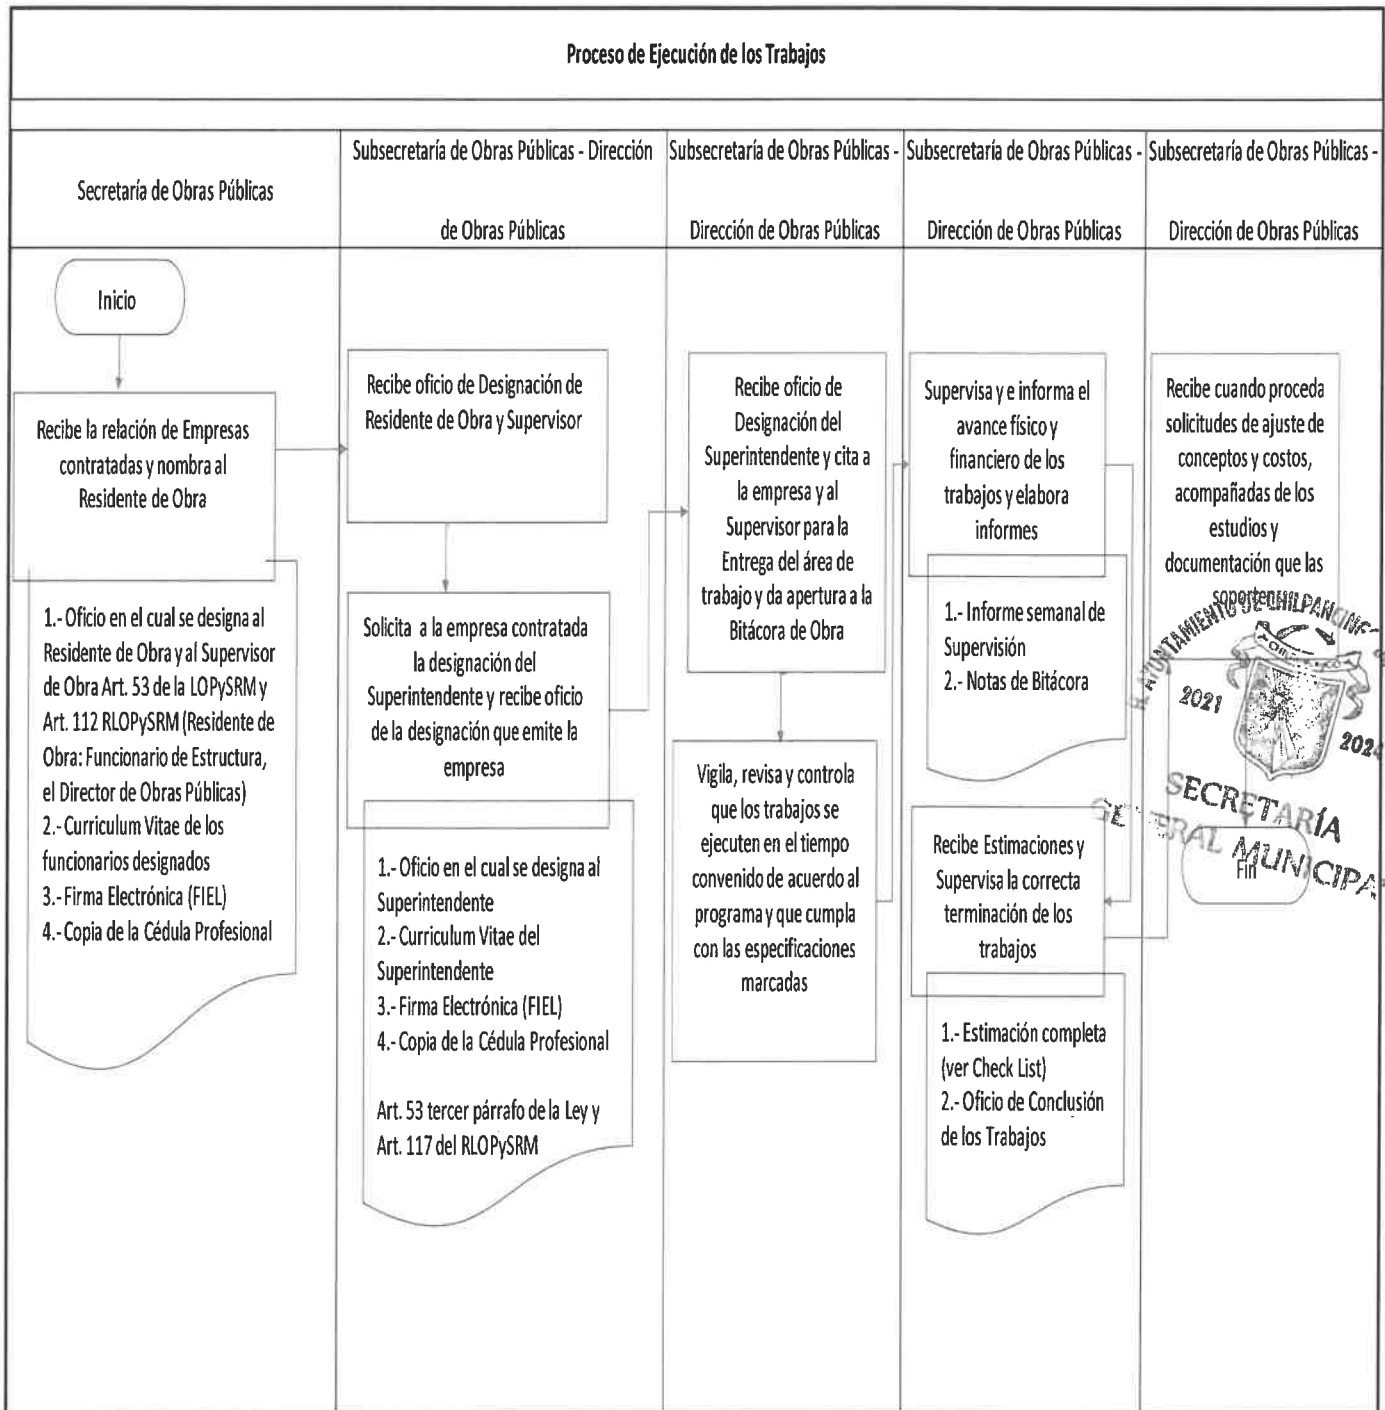 Proceso de Ejecución de los Trabajos
Secretaría de Obras Públicas
Subsecretaría de Obras Públicas - Dirección
de Obras Públicas
Subsecretaría de Obras Públicas -
Dirección de Obras Públicas
Subsecretaría de Obras Públicas -
Dirección de Obras Públicas
Subsecretaría de Obras Públicas -
Dirección de Obras Públicas
Inicio
Recibe la relación de Empresas
contratadas y nombra al
Residente de Obra
1.- Oficio en el cual se designa al
Residente de Obra y al Supervisor
de Obra Art. 53 de la LOPySRM y
Art. 112 RLOPySRM (Residente de
Obra: Funcionario de Estructura,
el Director de Obras Públicas)
2.- Curriculum Vitae de los
funcionarios designados
3.- Firma Electrónica (FIEL)
4.- Copia de la Cédula Profesional
Recibe oficio de Designación de
Residente de Obra y Supervisor
Solicita a la empresa contratada
la designación del
Superintendente y recibe oficio
de la designación que emite la
empresa
1.- Oficio en el cual se designa al
Superintendente
2.- Curriculum Vitae del
Superintendente
3.- Firma Electrónica (FIEL)
4.- Copia de la Cédula Profesional
Art. 53 tercer párrafo de la Ley y
Art. 117 del RLOPySRM
Recibe oficio de
Designación del
Superintendente y cita a
la empresa y al
Supervisor para la
Entrega del área de
trabajo y da apertura a la
Bitácora de Obra
Vigila, revisa y controla
que los trabajos se
ejecuten en el tiempo
convenido de acuerdo al
programa y que cumpla
con las especificaciones
marcadas
Supervisa y e informa el
avance físico y
financiero de los
trabajos y elabora
informes
1.- Informe semanal de
Supervisión
2.- Notas de Bitácora
Recibe Estimaciones y
Supervisa la correcta
terminación de los
trabajos
1.- Estimación completa
(ver Check List)
2.- Oficio de Conclusión
de los Trabajos
Recibe cuando proceda
solicitudes de ajuste de
conceptos y costos,
acompañadas de los
estudios y
documentación que las
soporten
Fin
H. AYUNTAMIENTO DE CHILPANCINGO
2021
2024
SECRETARÍA
GENERAL MUNICIPAL